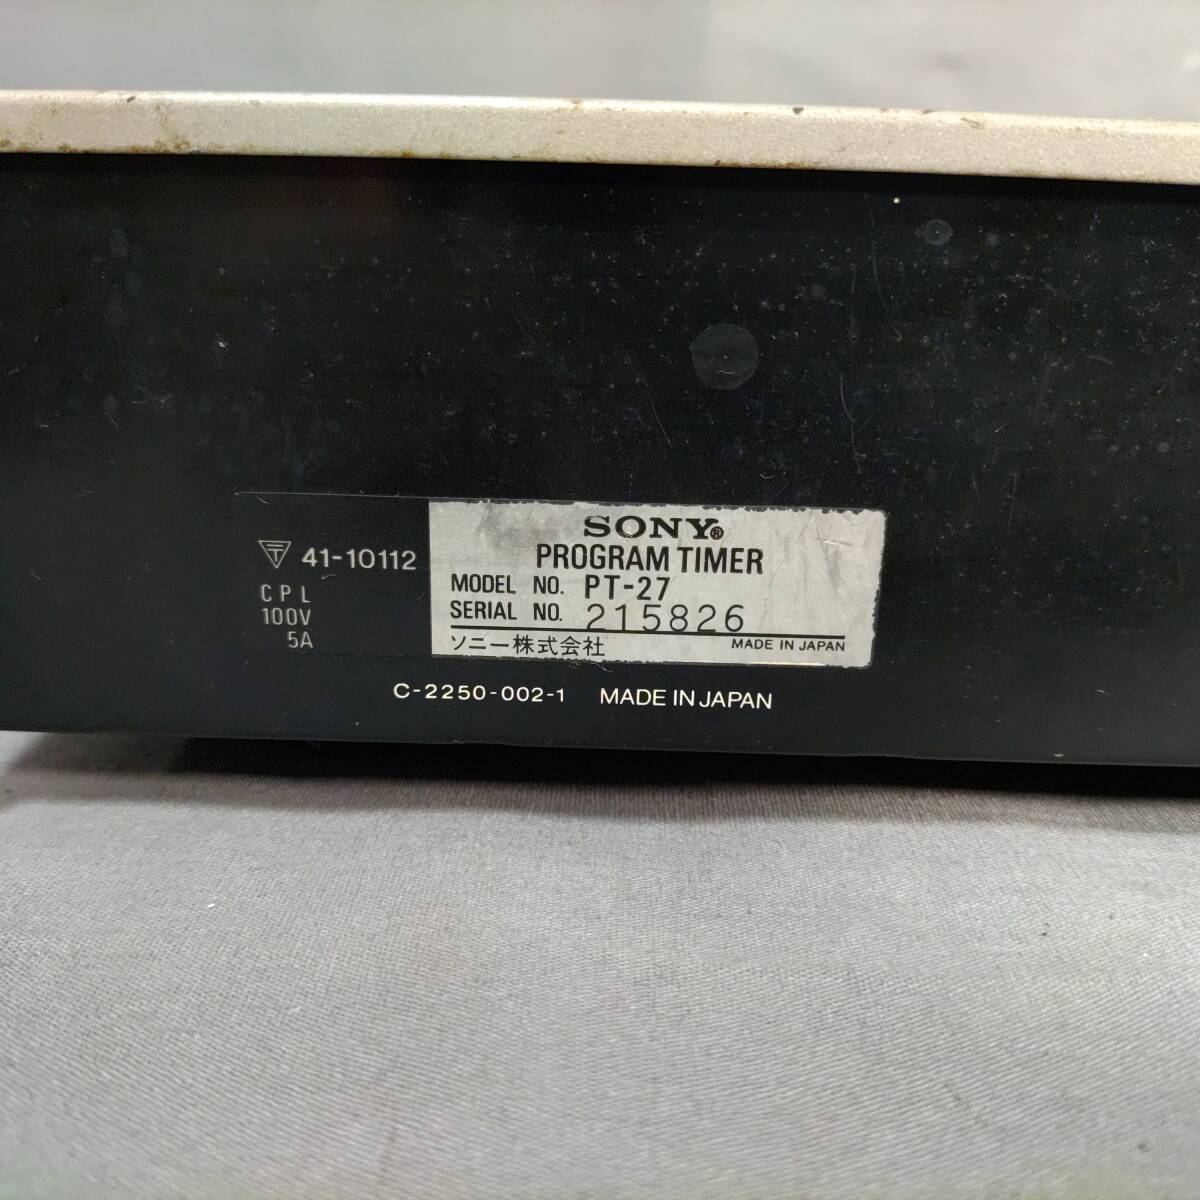 SONY®
PROGRAM TIMER
MODEL NO. PT-27
SERIAL NO. 215826
ソニー株式会社 MADE IN JAPAN
T 41-10112
CPL
100V
5A
C-2250-002-1 MADE IN JAPAN